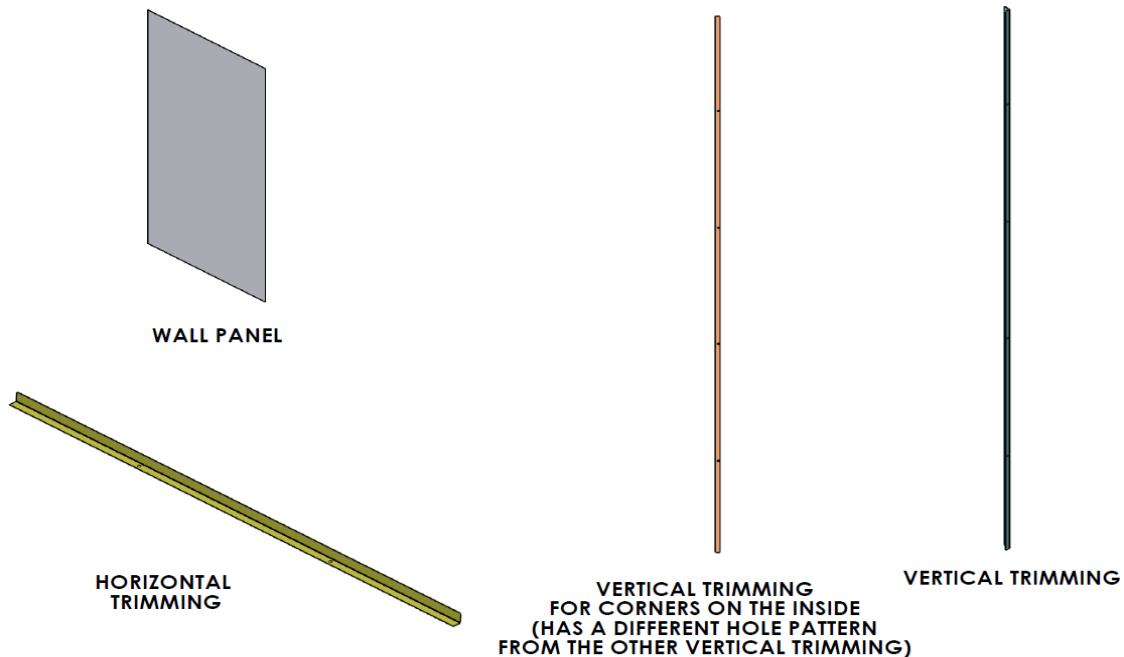 WALL PANEL
HORIZONTAL
TRIMMING
VERTICAL TRIMMING
FOR CORNERS ON THE INSIDE
(HAS A DIFFERENT HOLE PATTERN
FROM THE OTHER VERTICAL TRIMMING)
VERTICAL TRIMMING